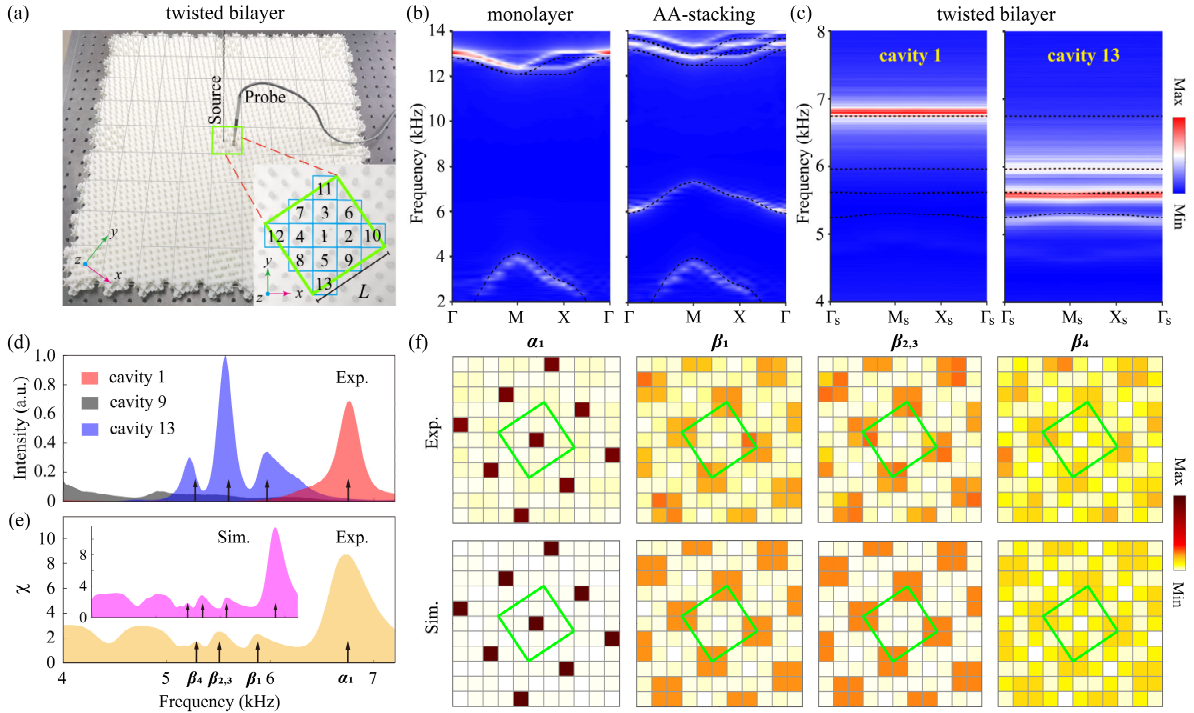 (a)
twisted bilayer
Source
Probe
11
7 3 6
12 4 1 2 10
8 5 9
13
L
y
z
x
y
z
x
(b)
monolayer
AA-stacking
Frequency (kHz)
14
12
10
8
6
4
2
Γ M X Γ
Γ M X Γ
(c)
twisted bilayer
cavity 1
cavity 13
Frequency (kHz)
8
7
6
5
4
Γs Ms Xs Γs
Γs Ms Xs Γs
Max
Min
(d)
Intensity (a.u.)
1.0
0.8
0.6
0.4
0.2
0
cavity 1
cavity 9
cavity 13
Exp.
(e)
χ
10
8
6
4
2
0
8
4
0
Sim.
Exp.
4 5 6 7
β4 β2,3 β1 α1
Frequency (kHz)
(f)
α1 β1 β2,3 β4
Exp.
Sim.
Max
Min